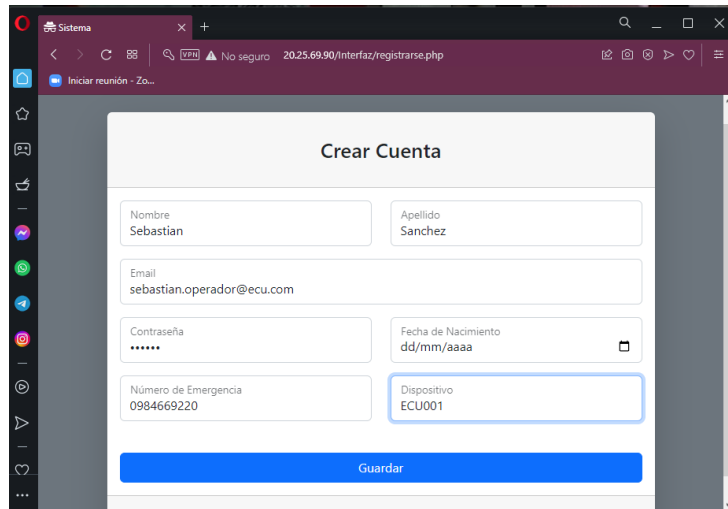 Sistema
VPN No seguro 20.25.69.90/Interfaz/registrarse.php
Iniciar reunión - Zo...
Crear Cuenta
Nombre Apellido
Sebastian Sanchez
Email
sebastian.operador@ecu.com
Contraseña Fecha de Nacimiento
•••••• dd/mm/aaaa
Número de Emergencia Dispositivo
0984669220 ECU001
Guardar